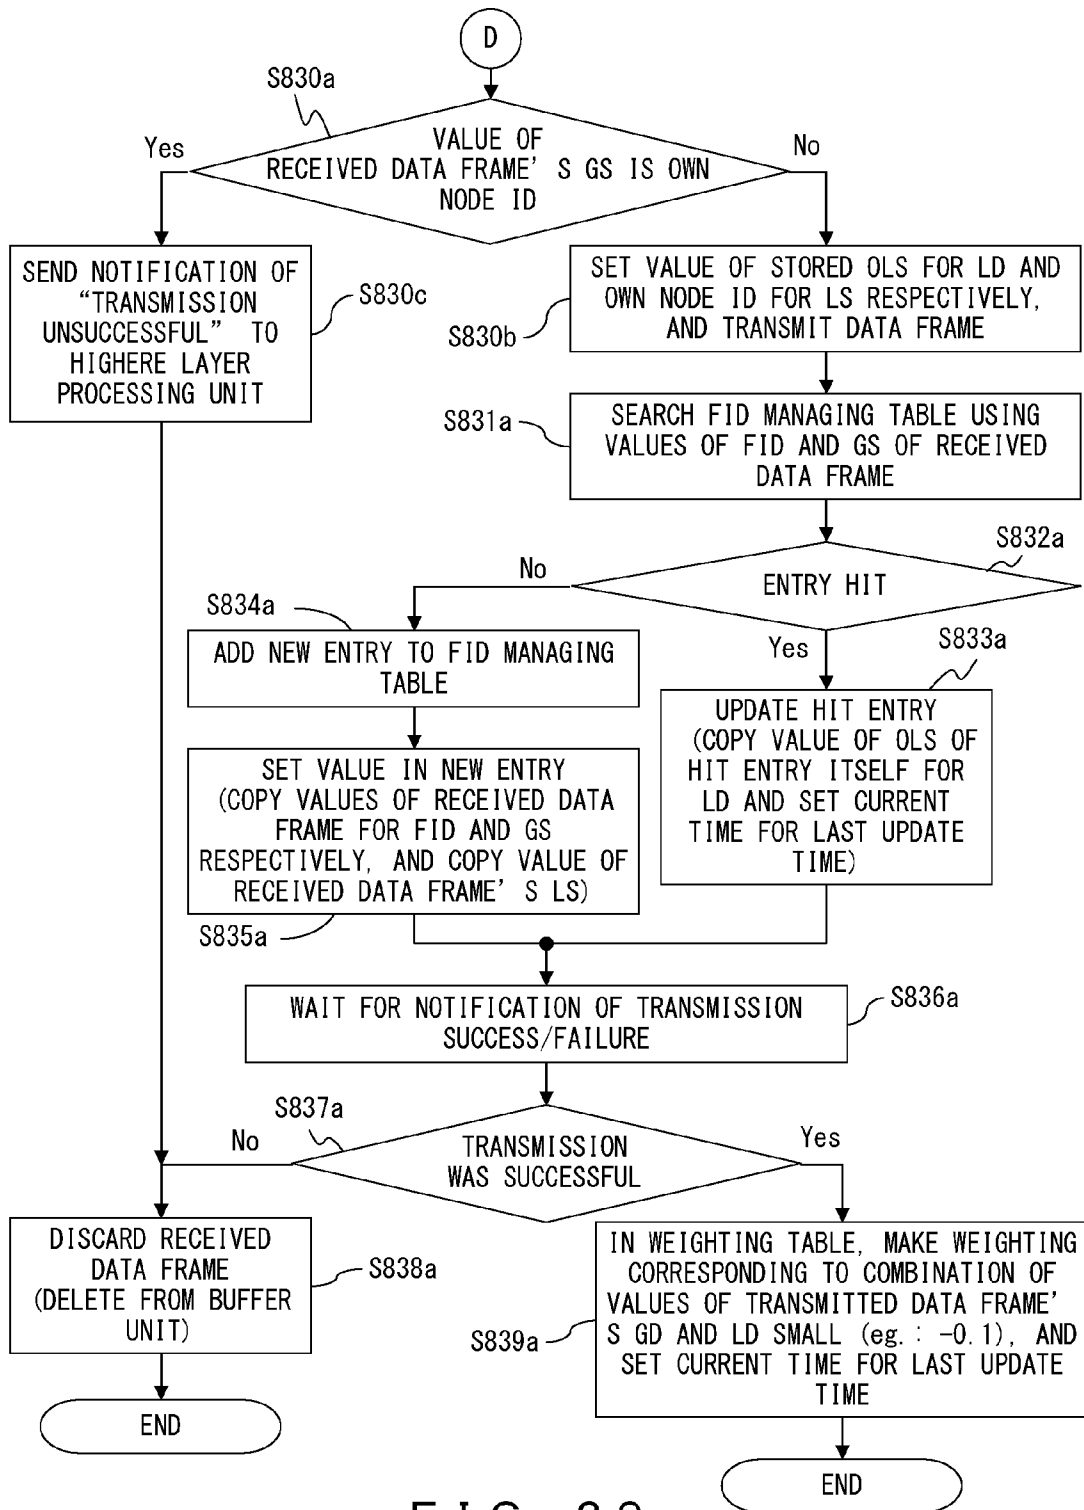 D
S830a
VALUE OF
RECEIVED DATA FRAME' S GS IS OWN
NODE ID
Yes
No
SEND NOTIFICATION OF
“TRANSMISSION
UNSUCCESSFUL” TO
HIGHERE LAYER
PROCESSING UNIT
S830c
SET VALUE OF STORED OLS FOR LD AND
OWN NODE ID FOR LS RESPECTIVELY,
AND TRANSMIT DATA FRAME
S830b
SEARCH FID MANAGING TABLE USING
VALUES OF FID AND GS OF RECEIVED
DATA FRAME
S831a
S832a
ENTRY HIT
No
Yes
S834a
ADD NEW ENTRY TO FID MANAGING
TABLE
S833a
UPDATE HIT ENTRY
(COPY VALUE OF OLS OF
HIT ENTRY ITSELF FOR
LD AND SET CURRENT
TIME FOR LAST UPDATE
TIME)
SET VALUE IN NEW ENTRY
(COPY VALUES OF RECEIVED DATA
FRAME FOR FID AND GS
RESPECTIVELY, AND COPY VALUE OF
RECEIVED DATA FRAME' S LS)
S835a
WAIT FOR NOTIFICATION OF TRANSMISSION
SUCCESS/FAILURE
S836a
S837a
TRANSMISSION
WAS SUCCESSFUL
No
Yes
DISCARD RECEIVED
DATA FRAME
(DELETE FROM BUFFER
UNIT)
S838a
IN WEIGHTING TABLE, MAKE WEIGHTING
CORRESPONDING TO COMBINATION OF
VALUES OF TRANSMITTED DATA FRAME'
S GD AND LD SMALL (eg. : -0.1), AND
SET CURRENT TIME FOR LAST UPDATE
TIME
S839a
END
END